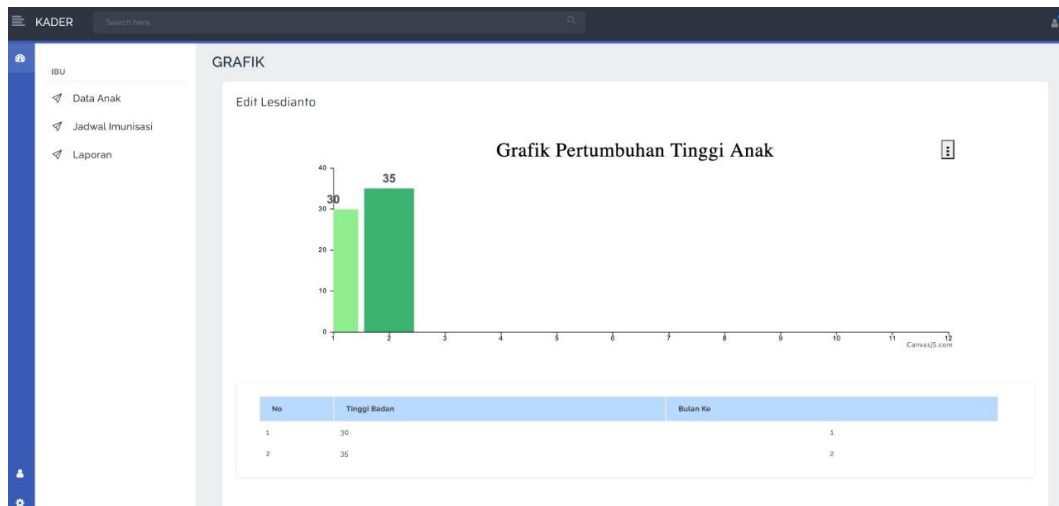 KADER
Search here...
IBU
Data Anak
Jadwal Imunisasi
Laporan
GRAFIK
Edit Lesdianto
Grafik Pertumbuhan Tinggi Anak
40
30
20
10
0
30
35
1 2 3 4 5 6 7 8 9 10 11 12
CanvasJS.com
No Tinggi Badan Bulan Ke
1 30 1
2 35 2